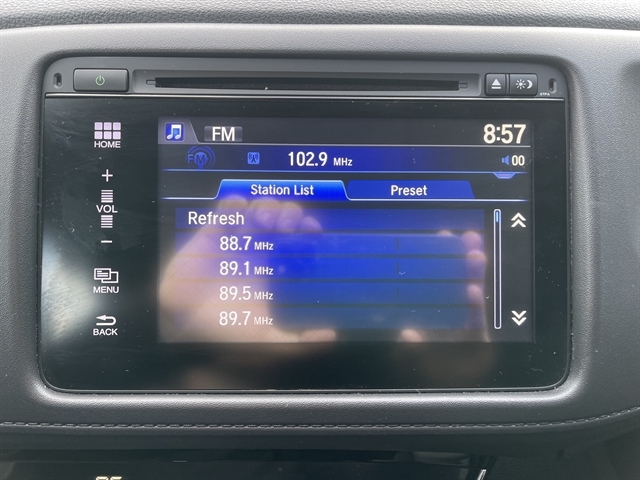 FM 8:57
HOME
FM 102.9 MHz 00
+
VOL
−
Station List Preset
Refresh
88.7 MHz
89.1 MHz
MENU
89.5 MHz
89.7 MHz
BACK